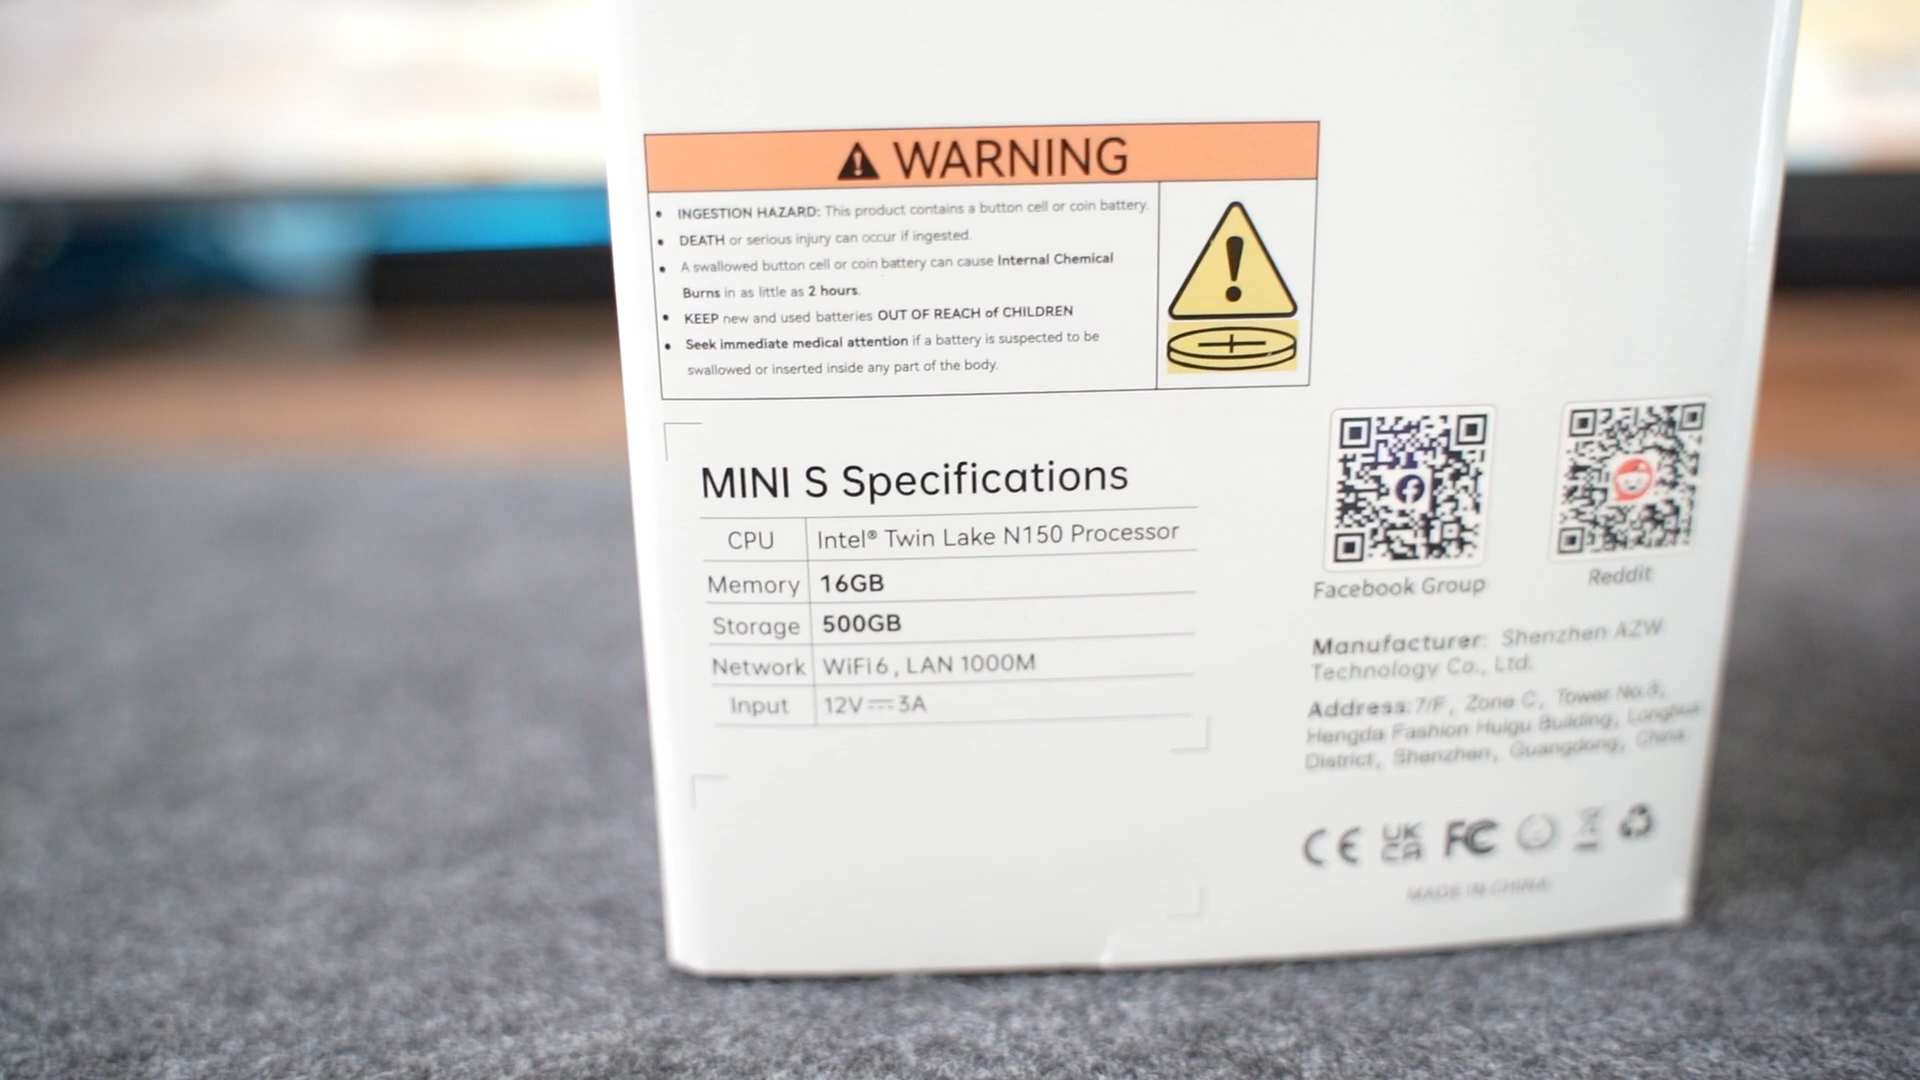 WARNING
INGESTION HAZARD: This product contains a button cell or coin battery.
DEATH or serious injury can occur if ingested.
A swallowed button cell or coin battery can cause Internal Chemical
Burns in as little as 2 hours.
KEEP new and used batteries OUT OF REACH of CHILDREN
Seek immediate medical attention if a battery is suspected to be
swallowed or inserted inside any part of the body.
MINI S Specifications
CPU Intel® Twin Lake N150 Processor
Memory 16GB
Storage 500GB
Network WiFi6, LAN 1000M
Input 12V⎓3A
Facebook Group
Reddit
Manufacturer: Shenzhen AZW
Technology Co., Ltd.
Address: 7/F, Zone C, Tower No.
Hengda Fashion Huigu Building, Longhua
District, Shenzhen, Guangdong, China
CE UK CA FC
MADE IN CHINA